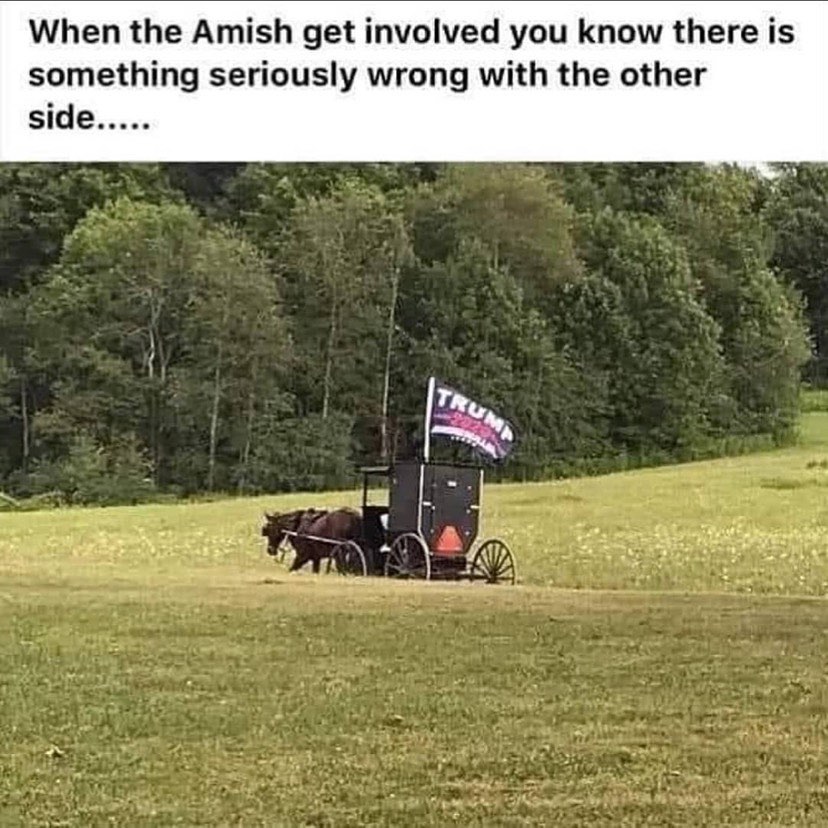 When the Amish get involved you know there is
something seriously wrong with the other
side.....
TRUMP